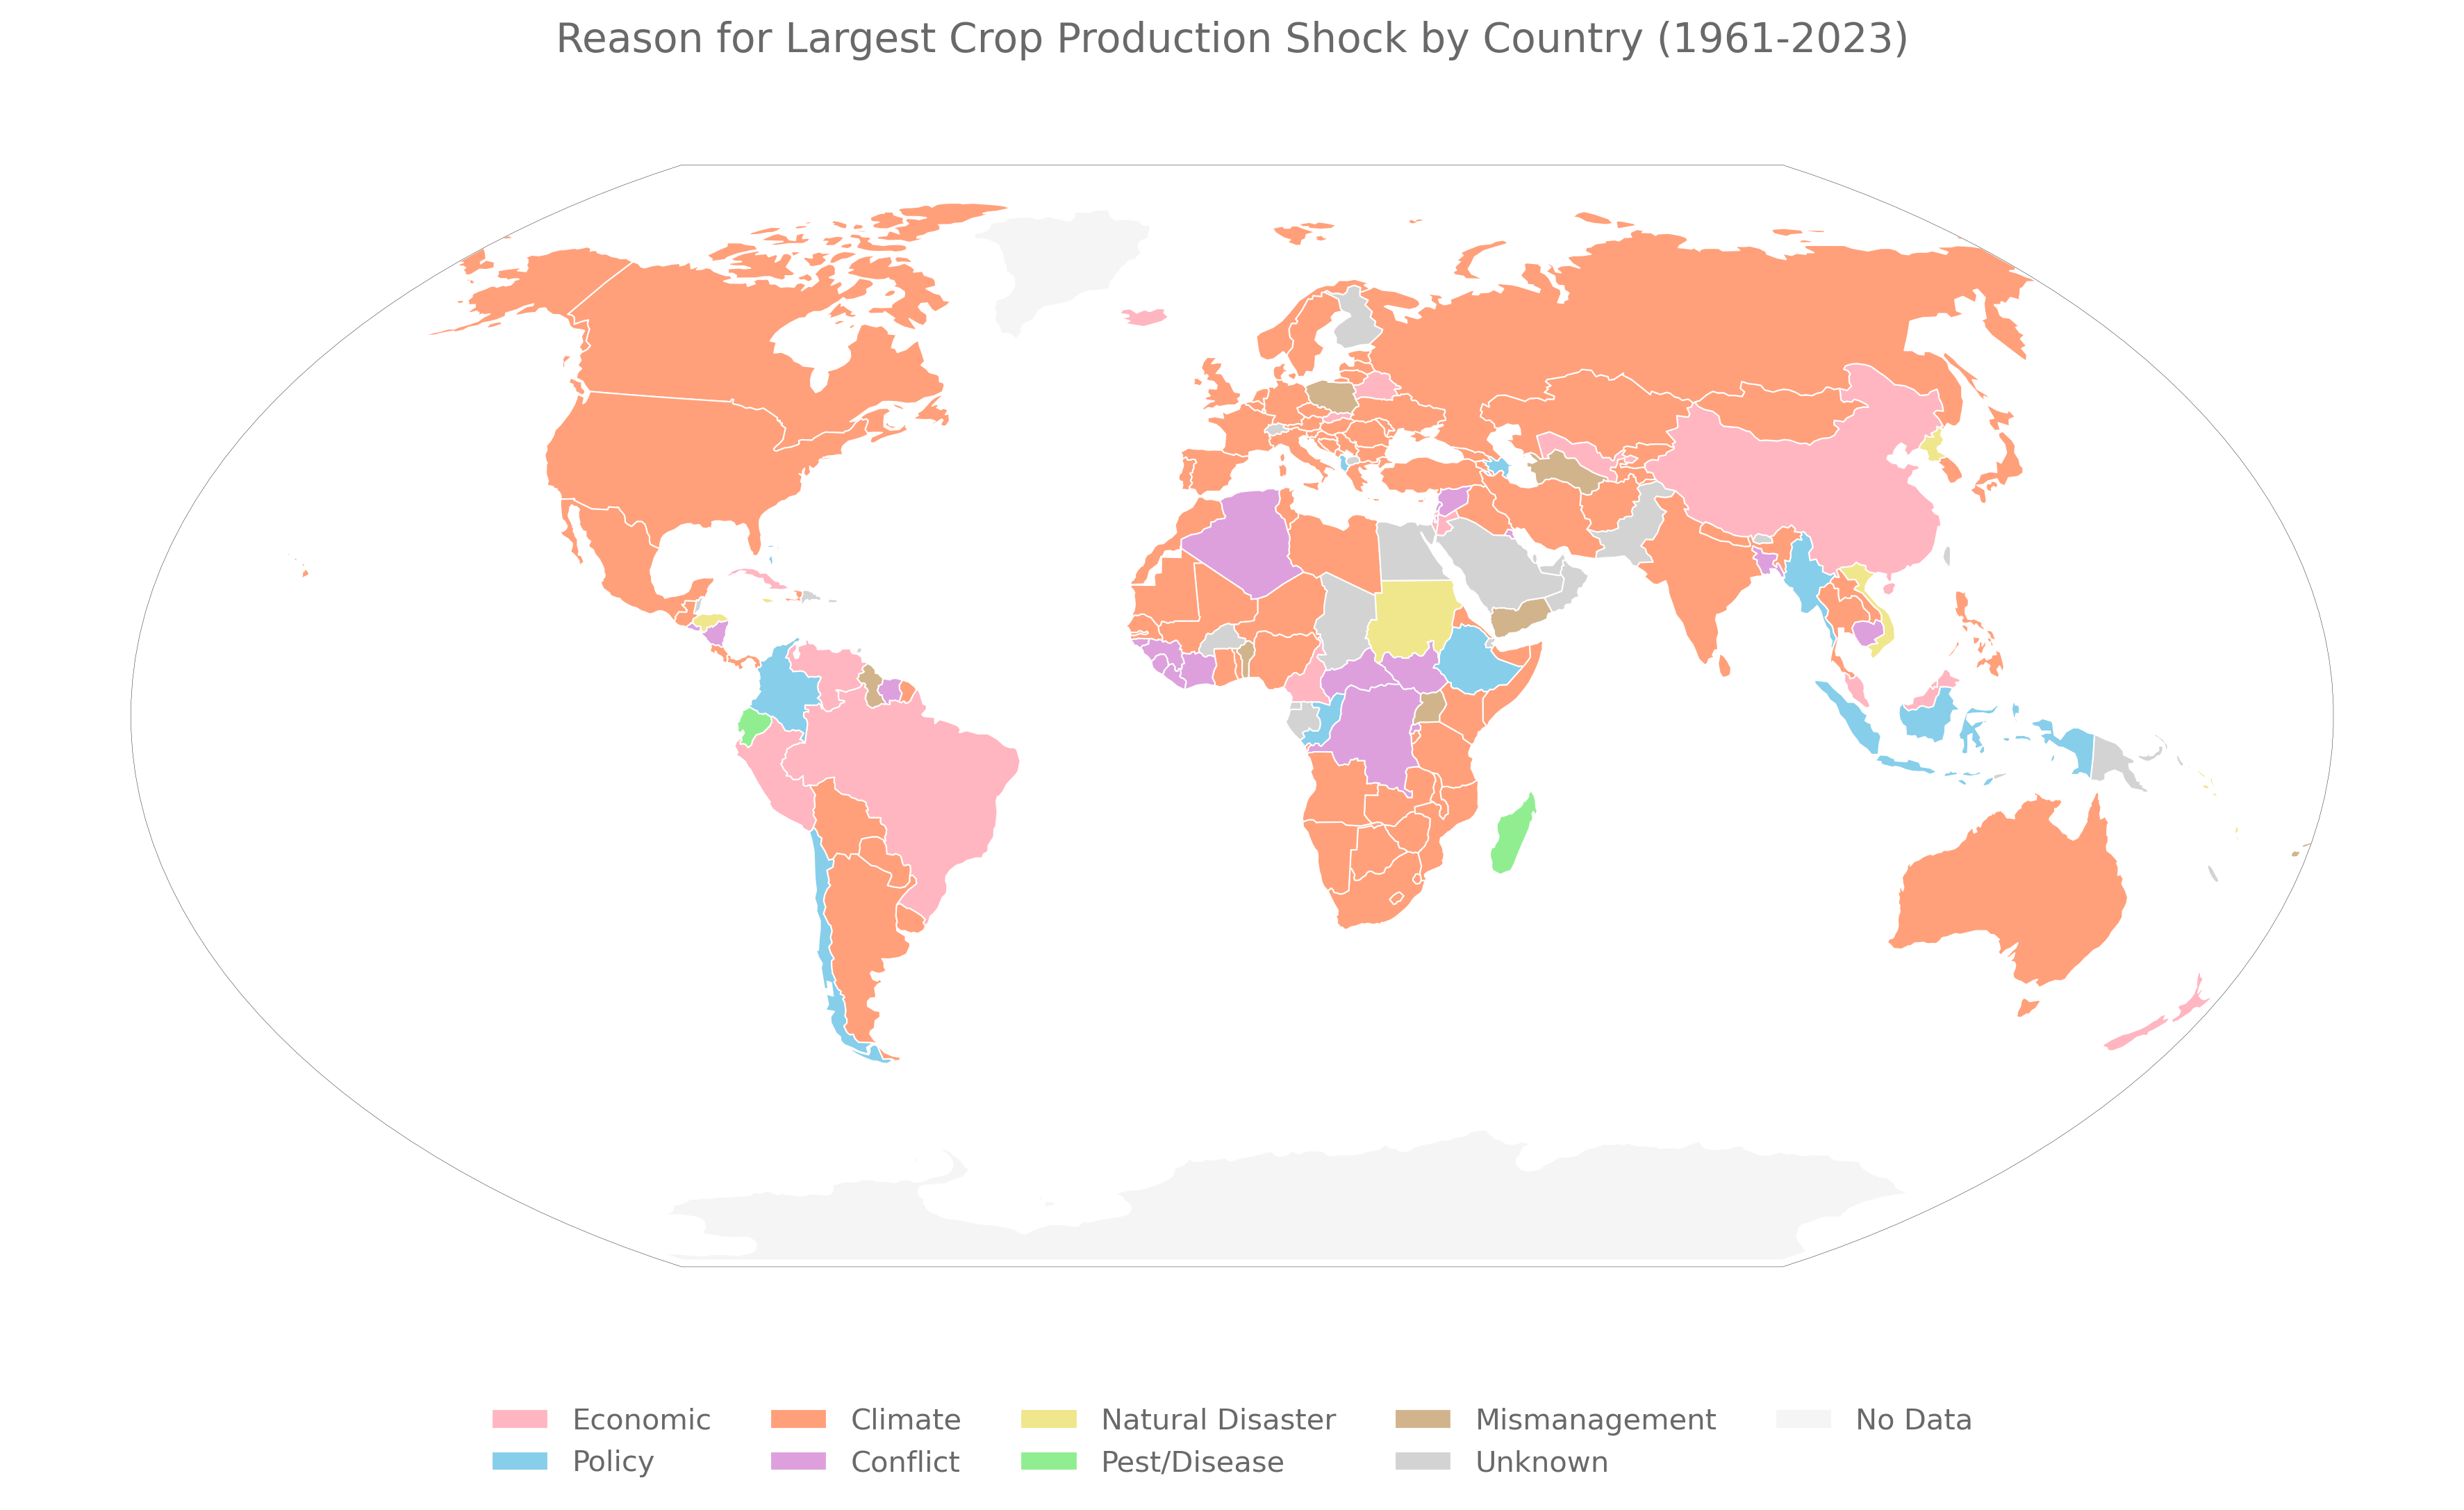 Reason for Largest Crop Production Shock by Country (1961-2023)
Economic
Climate
Natural Disaster
Mismanagement
No Data
Policy
Conflict
Pest/Disease
Unknown